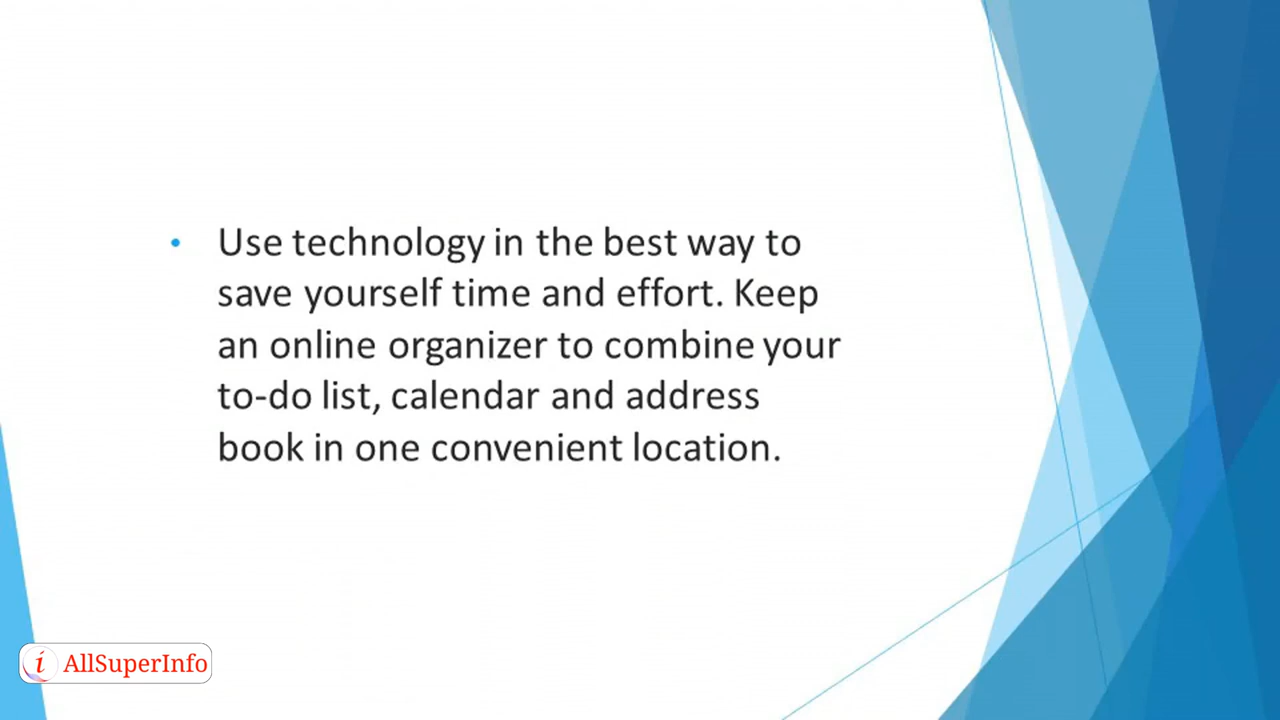 • Use technology in the best way to
save yourself time and effort. Keep
an online organizer to combine your
to-do list, calendar and address
book in one convenient location.
i AllSuperInfo